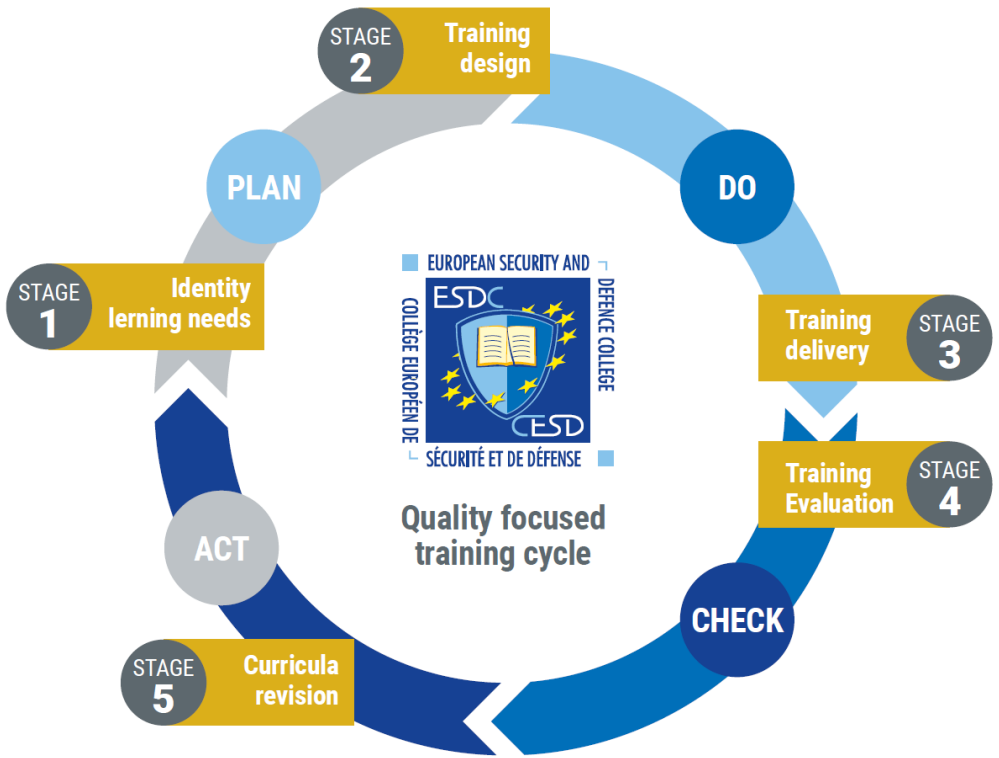 STAGE
2
Training
design
PLAN
DO
STAGE
1
Identity
lerning needs
EUROPEAN SECURITY AND
DEFENCE COLLEGE
COLLÈGE EUROPÉEN DE
SÉCURITÉ ET DE DÉFENSE
ESDC
CESD
Training
delivery
STAGE
3
Training
Evaluation
STAGE
4
Quality focused
training cycle
ACT
CHECK
STAGE
5
Curricula
revision